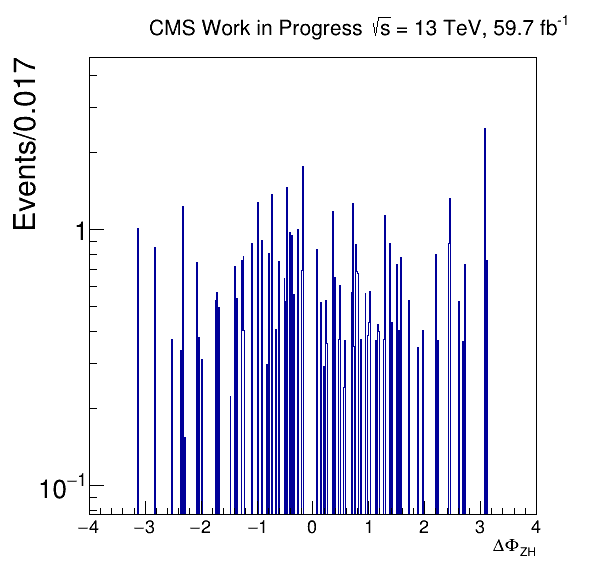 CMS Work in Progress √s = 13 TeV, 59.7 fb⁻¹
Events/0.017
1
10⁻¹
−4 −3 −2 −1 0 1 2 3 4
ΔΦ_ZH